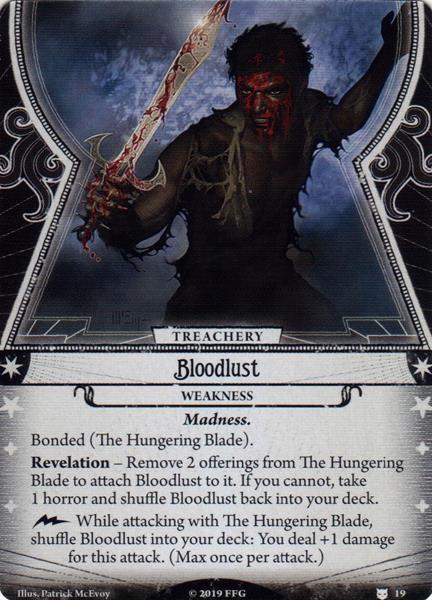 TREACHERY
Bloodlust
WEAKNESS
Madness.
Bonded (The Hungering Blade).
Revelation – Remove 2 offerings from The Hungering
Blade to attach Bloodlust to it. If you cannot, take
1 horror and shuffle Bloodlust back into your deck.
While attacking with The Hungering Blade,
shuffle Bloodlust into your deck: You deal +1 damage
for this attack. (Max once per attack.)
Illus. Patrick McEvoy
© 2019 FFG
19